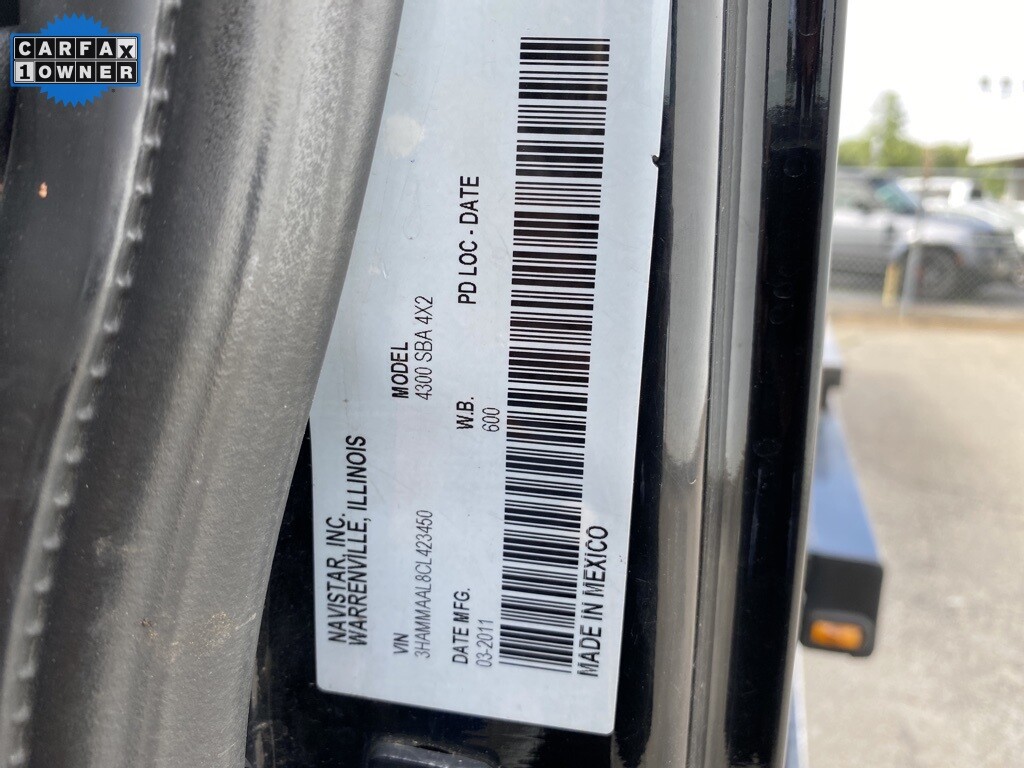 CARFAX
1 OWNER
NAVISTAR, INC.
WARRENVILLE, ILLINOIS
VIN
3HAMMAAL8CL423450
MODEL
4300 SBA 4X2
DATE MFG.
03-2011
W.B.
600
PD LOC - DATE
MADE IN MEXICO